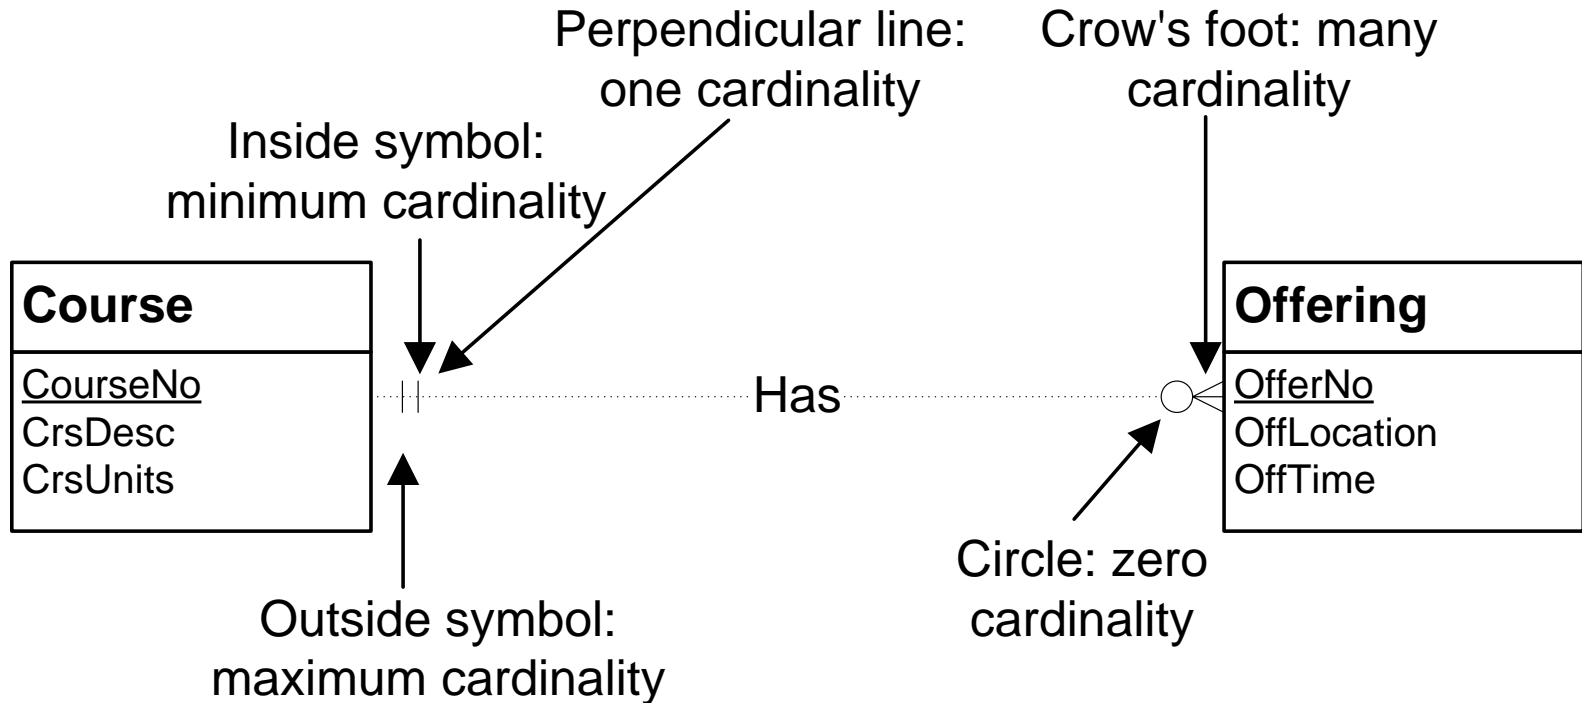 Perpendicular line:
one cardinality
Crow's foot: many
cardinality
Inside symbol:
minimum cardinality
Course
CourseNo
CrsDesc
CrsUnits
Has
Offering
OfferNo
OffLocation
OffTime
Circle: zero
cardinality
Outside symbol:
maximum cardinality